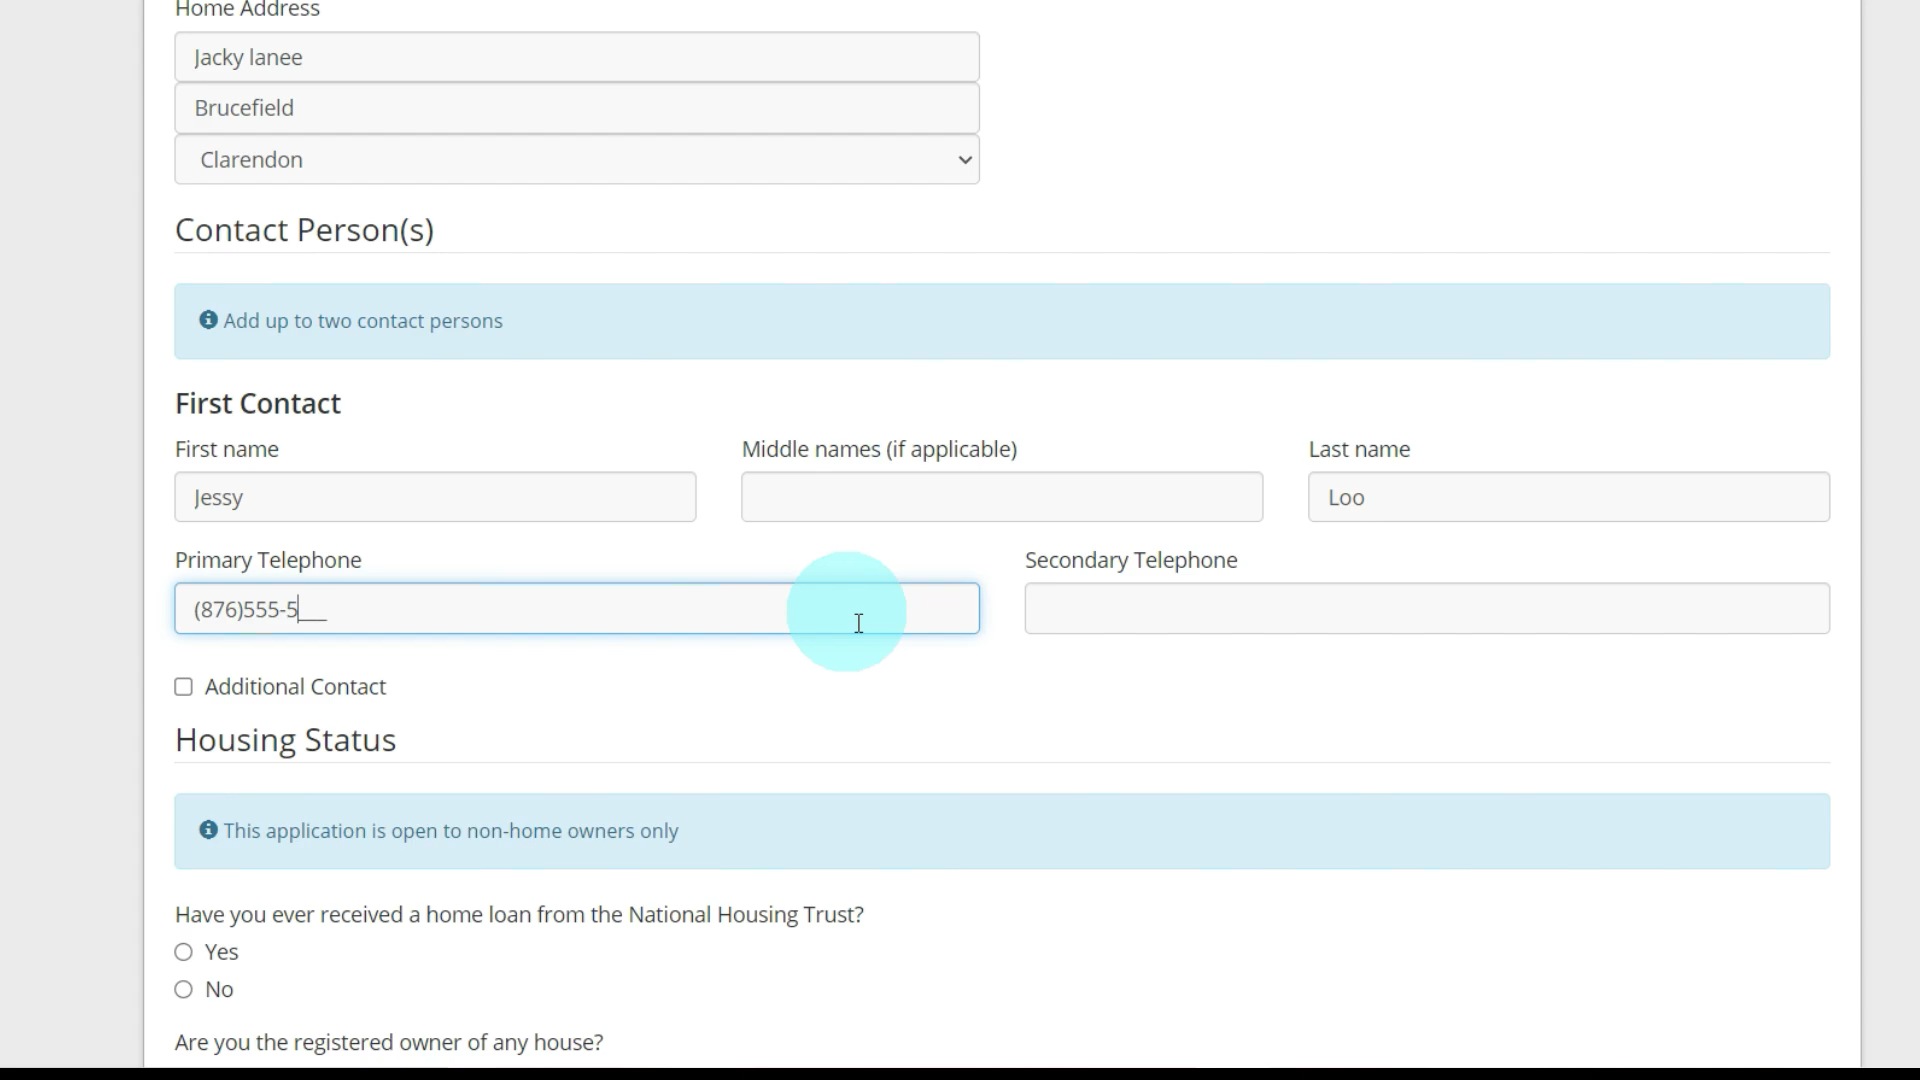 Home Address
Jacky lanee
Brucefield
Clarendon
Contact Person(s)
Add up to two contact persons
First Contact
First name
Middle names (if applicable)
Last name
Jessy
Loo
Primary Telephone
Secondary Telephone
(876)555-5___
Additional Contact
Housing Status
This application is open to non-home owners only
Have you ever received a home loan from the National Housing Trust?
Yes
No
Are you the registered owner of any house?